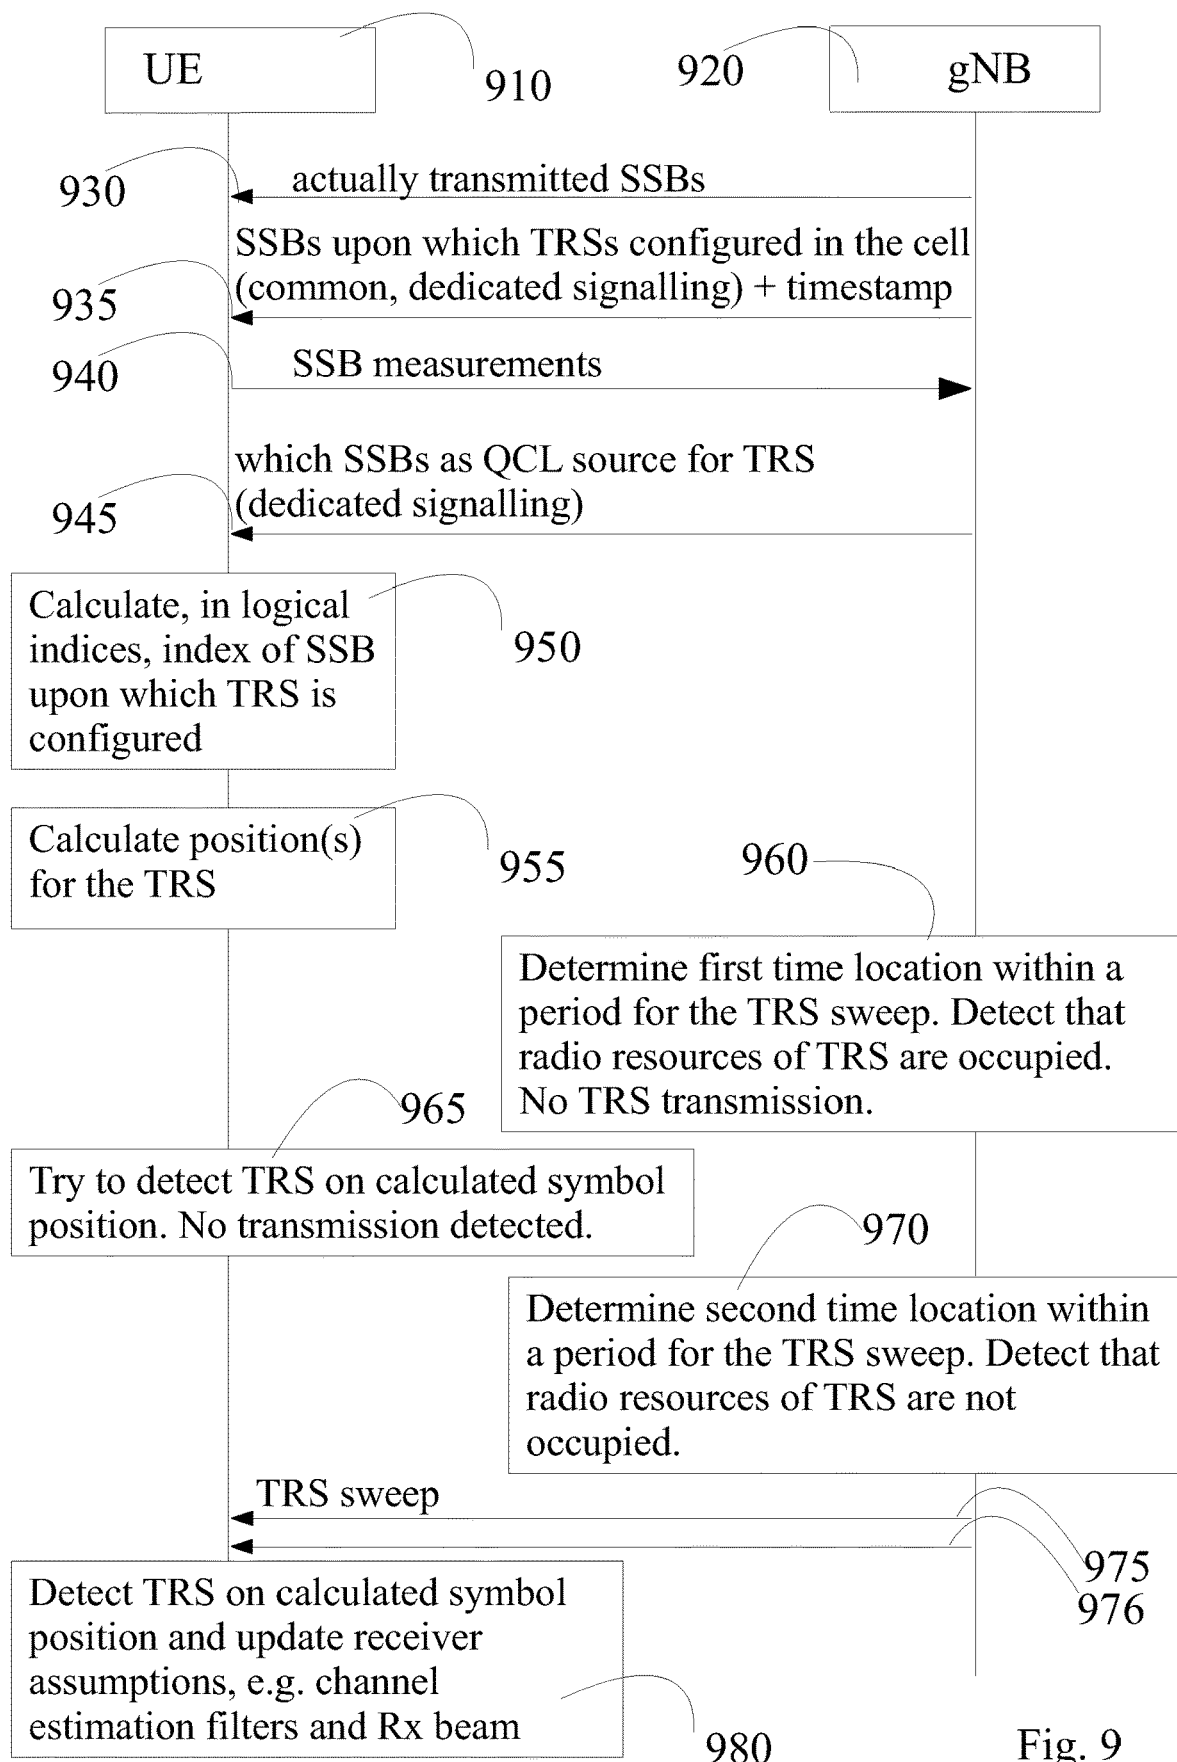 UE
910
920
gNB
930
actually transmitted SSBs
SSBs upon which TRSs configured in the cell
(common, dedicated signalling) + timestamp
935
940
SSB measurements
which SSBs as QCL source for TRS
(dedicated signalling)
945
Calculate, in logical
indices, index of SSB
upon which TRS is
configured
950
Calculate position(s)
for the TRS
955
960
Determine first time location within a
period for the TRS sweep. Detect that
radio resources of TRS are occupied.
No TRS transmission.
965
Try to detect TRS on calculated symbol
position. No transmission detected.
970
Determine second time location within
a period for the TRS sweep. Detect that
radio resources of TRS are not
occupied.
TRS sweep
975
976
Detect TRS on calculated symbol
position and update receiver
assumptions, e.g. channel
estimation filters and Rx beam
980
Fig. 9